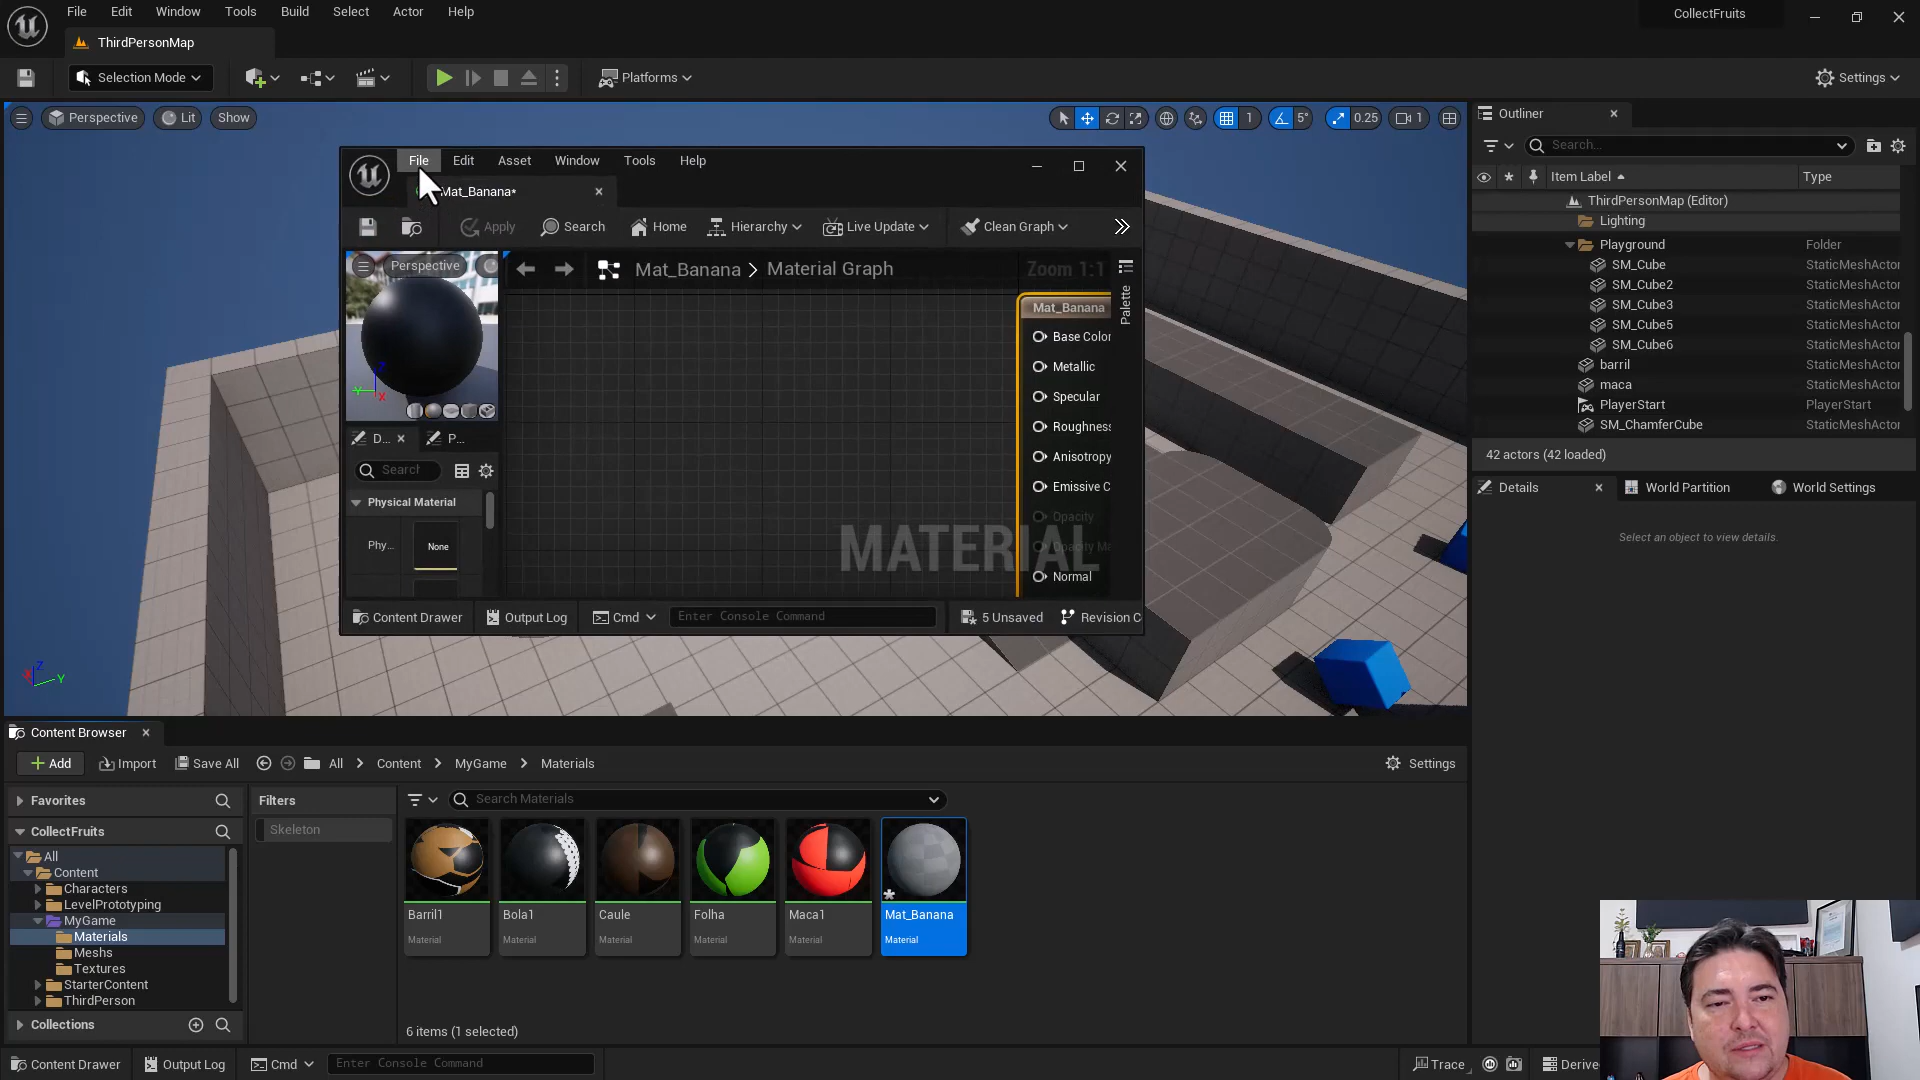 File Edit Window Tools Build Select Actor Help
CollectFruits
ThirdPersonMap
Selection Mode
Platforms
Settings
Perspective
Lit
Show
1
5°
0.25
1
Outliner
Search...
Item Label
Type
ThirdPersonMap (Editor)
Lighting
Playground Folder
SM_Cube StaticMeshActor
SM_Cube2 StaticMeshActor
SM_Cube3 StaticMeshActor
SM_Cube5 StaticMeshActor
SM_Cube6 StaticMeshActor
barril StaticMeshActor
maca StaticMeshActor
PlayerStart PlayerStart
SM_ChamferCube StaticMeshActor
42 actors (42 loaded)
Details
World Partition
World Settings
Select an object to view details.
File Edit Asset Window Tools Help
Mat_Banana*
Apply
Search
Home
Hierarchy
Live Update
Clean Graph
Perspective
Mat_Banana
Material Graph
Zoom 1:1
Palette
Mat_Banana
Base Color
Metallic
Specular
Roughness
Anisotropy
Emissive C
Opacity
Opacity Ma
Normal
MATERIAL
D...
P...
Search
Physical Material
Phy...
None
Content Drawer
Output Log
Cmd
Enter Console Command
5 Unsaved
Revision C
Content Browser
Add
Import
Save All
All
Content
MyGame
Materials
Settings
Favorites
Filters
Search Materials
Skeleton
CollectFruits
All
Content
Characters
LevelPrototyping
MyGame
Materials
Meshs
Textures
StarterContent
ThirdPerson
Collections
Barril1
Material
Bola1
Material
Caule
Material
Folha
Material
Maca1
Material
Mat_Banana
Material
6 items (1 selected)
Content Drawer
Output Log
Cmd
Enter Console Command
Trace
Derive